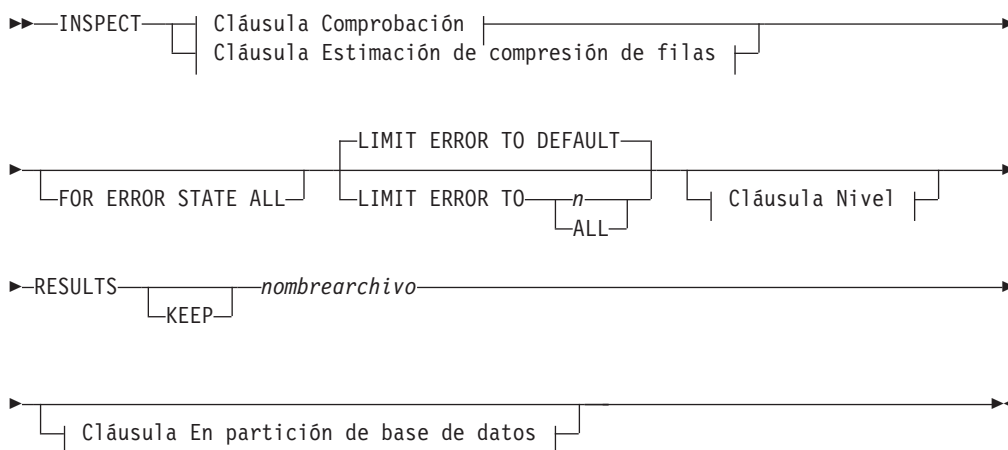 INSPECT Cláusula Comprobación
Cláusula Estimación de compresión de filas
LIMIT ERROR TO DEFAULT
FOR ERROR STATE ALL LIMIT ERROR TO n Cláusula Nivel
ALL
RESULTS nombrearchivo
KEEP
Cláusula En partición de base de datos